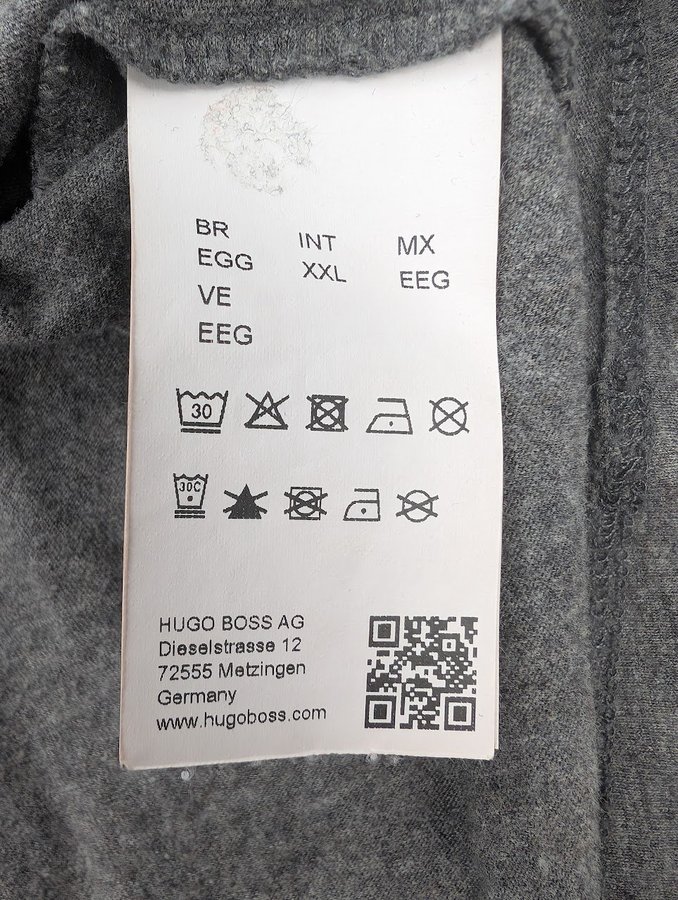 BR
EGG
INT
XXL
MX
EEG
VE
EEG
30
30C
HUGO BOSS AG
Dieselstrasse 12
72555 Metzingen
Germany
www.hugoboss.com